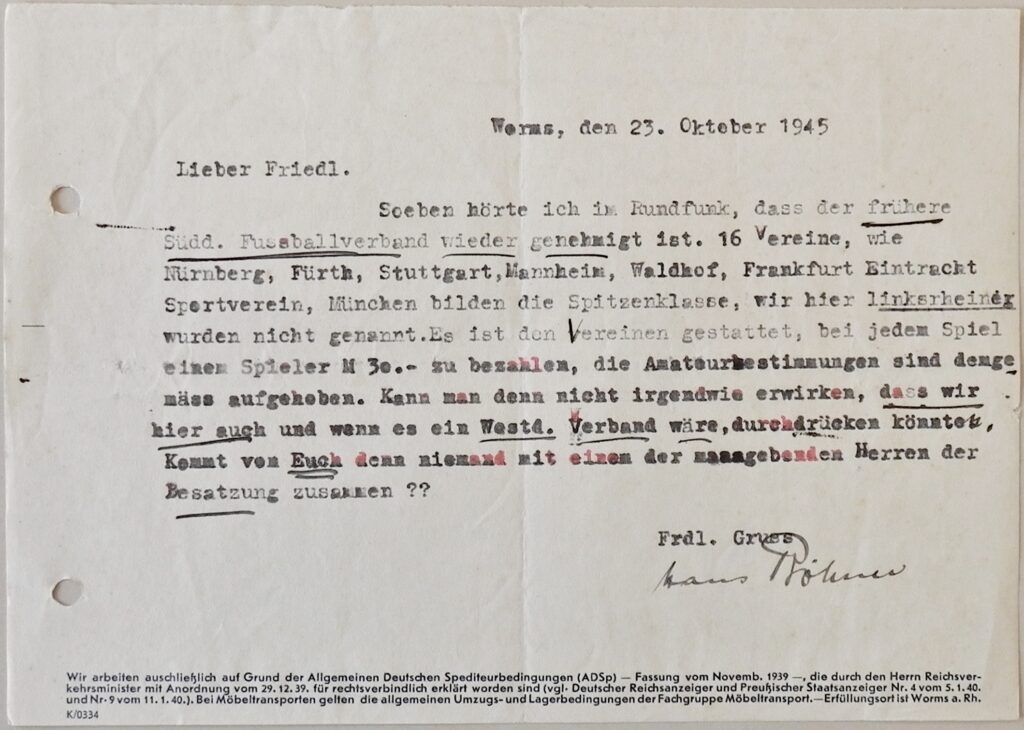 Worms, den 23. Oktober 1945
Lieber Friedl.
Soeben hörte ich im Rundfunk, dass der frühere
Südd. Fussballverband wieder genehmigt ist. 16 Vereine, wie
Nürnberg, Fürth, Stuttgart,Mannheim, Waldhof, Frankfurt Eintracht
Sportverein, München bilden die Spitzenklasse, wir hier linksrheiner
wurden nicht genannt.Es ist den Vereinen gestattet, bei jedem Spiel
einem Spieler M 30.- zu bezahlen, die Amateurbestimmungen sind demge
mäss aufgehoben. Kann man denn nicht irgendwie erwirken, dass wir
hier auch und wenn es ein Westd. Verband wäre,durchdrücken könntet,
Kommt von Euch denn niemand mit einem der maasgebenden Herren der
Besatzung zusammen ??
Frdl. Gruss
Hans Böhmer
Wir arbeiten auschließlich auf Grund der Allgemeinen Deutschen Spediteurbedingungen (ADSp) — Fassung vom Novemb. 1939 —, die durch den Herrn Reichsver-
kehrsminister mit Anordnung vom 29. 12. 39. für rechtsverbindlich erklärt worden sind (vgl. Deutscher Reichsanzeiger und Preußischer Staatsanzeiger Nr. 4 vom 5. 1. 40.
und Nr. 9 vom 11. 1. 40.). Bei Möbeltransporten gelten die allgemeinen Umzugs- und Lagerbedingungen der Fachgruppe Möbeltransport.—Erfüllungsort ist Worms a. Rh.
K/0334